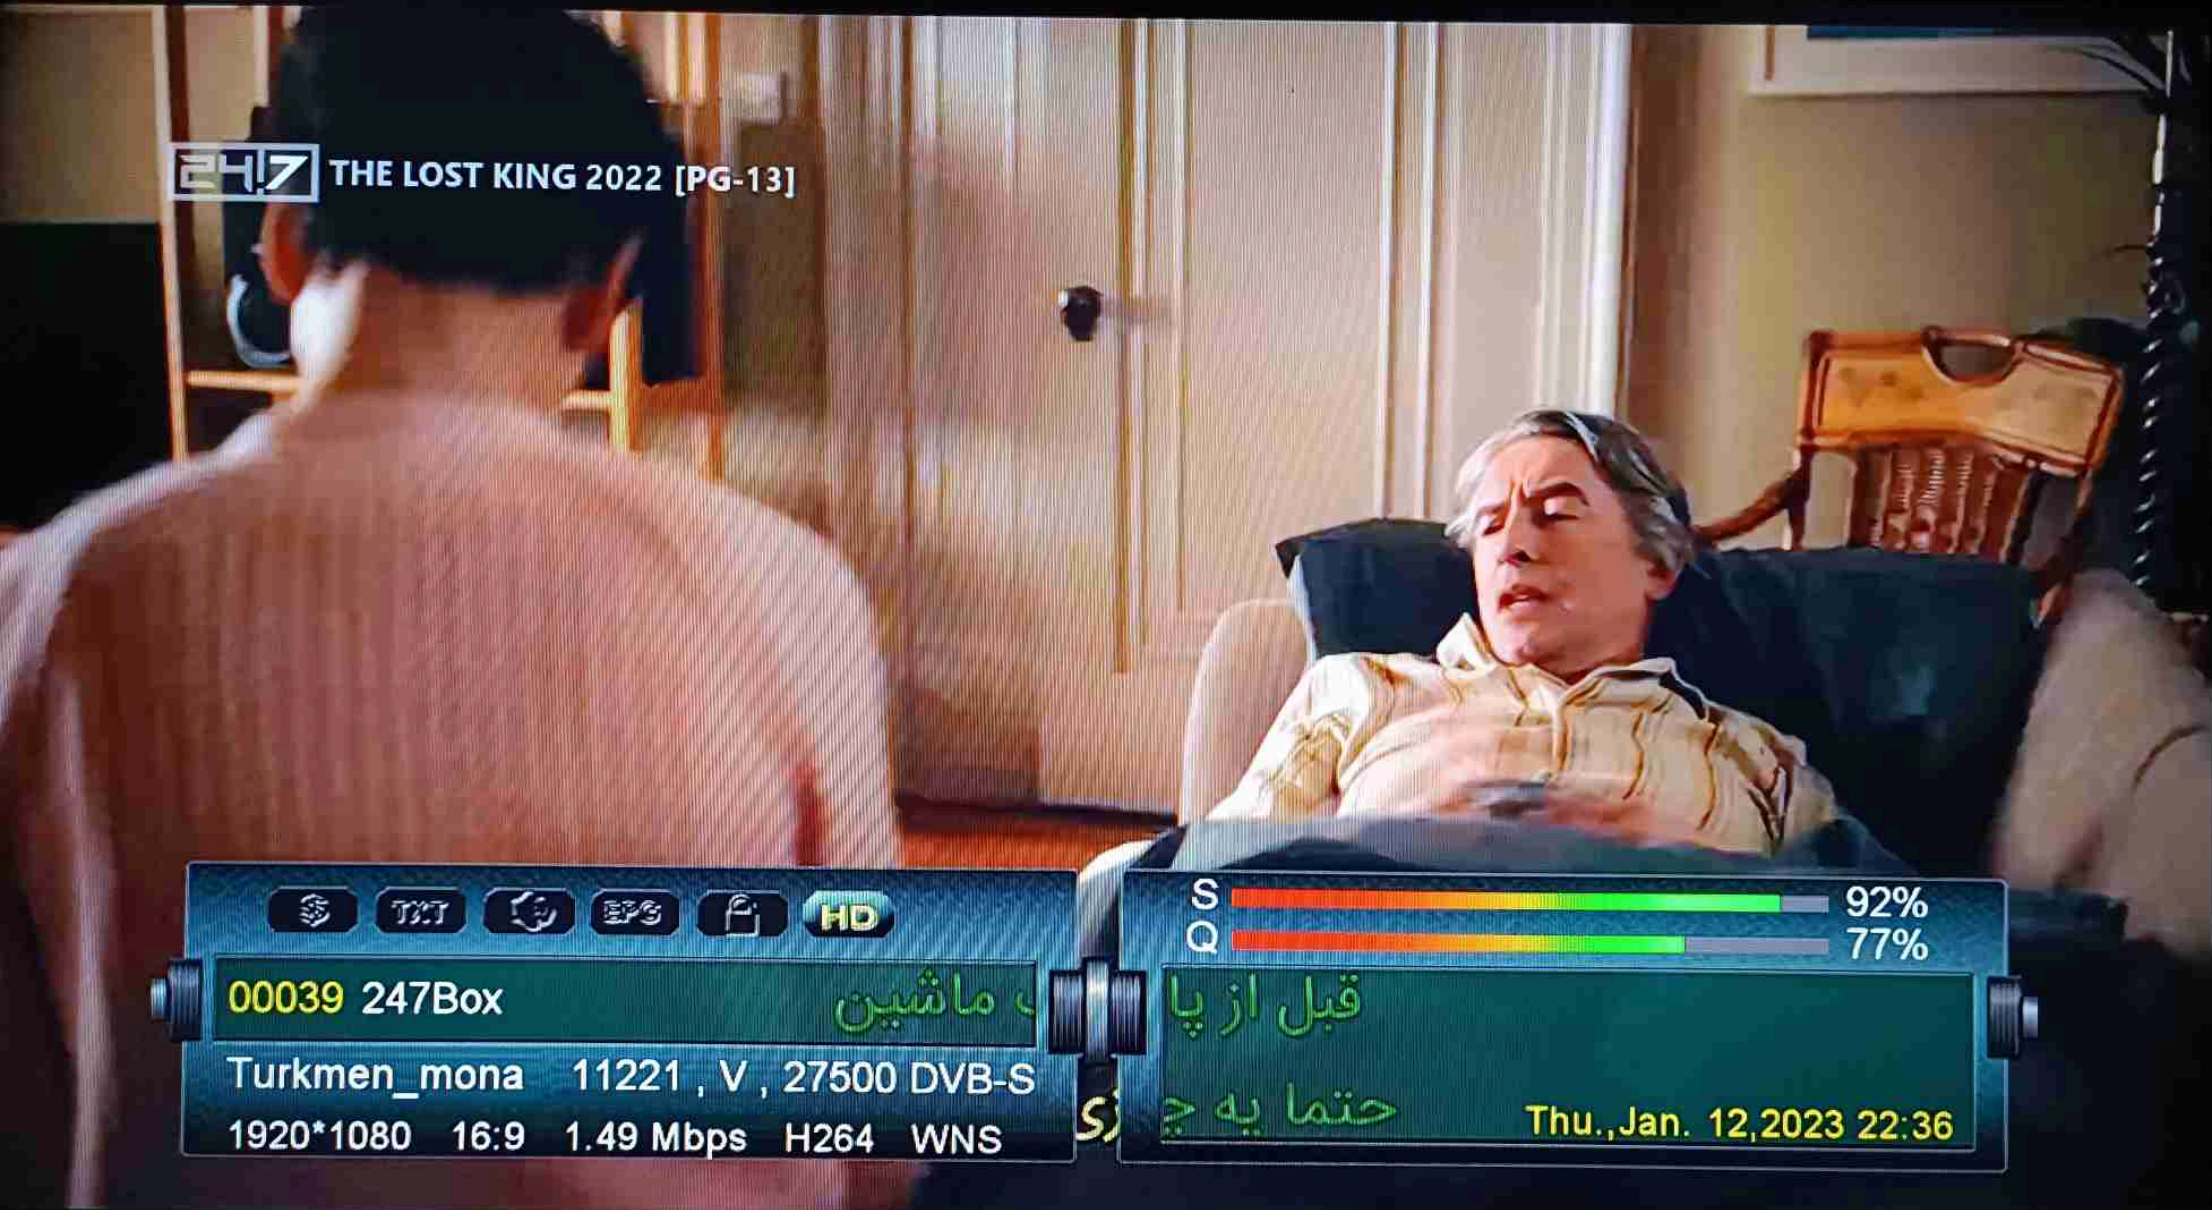 24!7 THE LOST KING 2022 [PG-13]
$ TXT EPG HD
S 92%
Q 77%
00039 247Box
قبل از پا
ماشین
Turkmen_mona 11221 , V , 27500 DVB-S
حتما یه
1920*1080 16:9 1.49 Mbps H264 WNS
Thu.,Jan. 12,2023 22:36